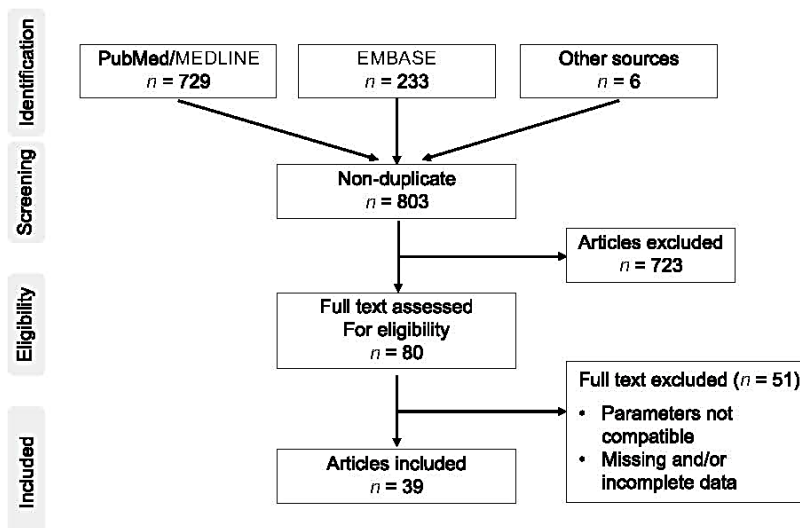 Identification
PubMed/MEDLINE
n = 729
EMBASE
n = 233
Other sources
n = 6
Screening
Non-duplicate
n = 803
Articles excluded
n = 723
Eligibility
Full text assessed
For eligibility
n = 80
Full text excluded (n = 51)
• Parameters not
compatible
• Missing and/or
incomplete data
Included
Articles included
n = 39